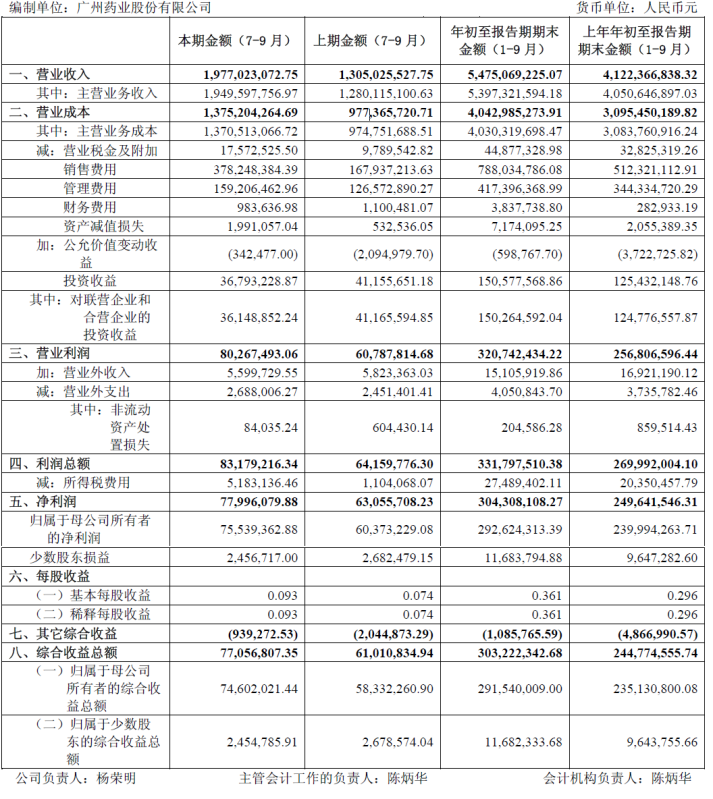 编制单位：广州药业股份有限公司 货币单位：人民币元
本期金额（7-9 月） 上期金额（7-9 月） 年初至报告期期末 上年年初至报告期
金额（1-9 月） 期末金额（1-9 月）
一、营业收入 1,977,023,072.75 1,305,025,527.75 5,475,069,225.07 4,122,366,838.32
其中：主营业务收入 1,949,597,756.97 1,280,115,100.63 5,397,321,594.18 4,050,646,897.03
二、营业成本 1,375,204,264.69 977,365,720.71 4,042,985,273.91 3,095,450,189.82
其中：主营业务成本 1,370,513,066.72 974,751,688.51 4,030,319,698.47 3,083,760,916.24
减：营业税金及附加 17,572,525.50 9,789,542.82 44,877,328.98 32,825,319.26
销售费用 378,248,384.39 167,937,213.63 788,034,786.08 512,321,112.91
管理费用 159,206,462.96 126,572,890.27 417,396,368.99 344,334,720.29
财务费用 983,636.98 1,100,481.07 3,837,738.80 282,933.19
资产减值损失 1,991,057.04 532,536.05 7,174,095.25 2,055,389.35
加：公允价值变动收
益 (342,477.00) (2,094,979.70) (598,767.70) (3,722,725.82)
投资收益 36,793,228.87 41,155,651.18 150,577,568.86 125,432,148.76
其中：对联营企业和
合营企业的 36,148,852.24 41,165,594.85 150,264,592.04 124,776,557.87
投资收益
三、营业利润 80,267,493.06 60,787,814.68 320,742,434.22 256,806,596.44
加：营业外收入 5,599,729.55 5,823,363.03 15,105,919.86 16,921,190.12
减：营业外支出 2,688,006.27 2,451,401.41 4,050,843.70 3,735,782.46
其中：非流动
资产处 84,035.24 604,430.14 204,586.28 859,514.43
置损失
四、利润总额 83,179,216.34 64,159,776.30 331,797,510.38 269,992,004.10
减：所得税费用 5,183,136.46 1,104,068.07 27,489,402.11 20,350,457.79
五、净利润 77,996,079.88 63,055,708.23 304,308,108.27 249,641,546.31
归属于母公司所有者
的净利润 75,539,362.88 60,373,229.08 292,624,313.39 239,994,263.71
少数股东损益 2,456,717.00 2,682,479.15 11,683,794.88 9,647,282.60
六、每股收益
（一）基本每股收益 0.093 0.074 0.361 0.296
（二）稀释每股收益 0.093 0.074 0.361 0.296
七、其它综合收益 (939,272.53) (2,044,873.29) (1,085,765.59) (4,866,990.57)
八、综合收益总额 77,056,807.35 61,010,834.94 303,222,342.68 244,774,555.74
（一）归属于母公司
所有者的综合收 74,602,021.44 58,332,260.90 291,540,009.00 235,130,800.08
益总额
（二）归属于少数股
东的综合收益总 2,454,785.91 2,678,574.04 11,682,333.68 9,643,755.66
额
公司负责人：杨荣明 主管会计工作的负责人：陈炳华 会计机构负责人：陈炳华